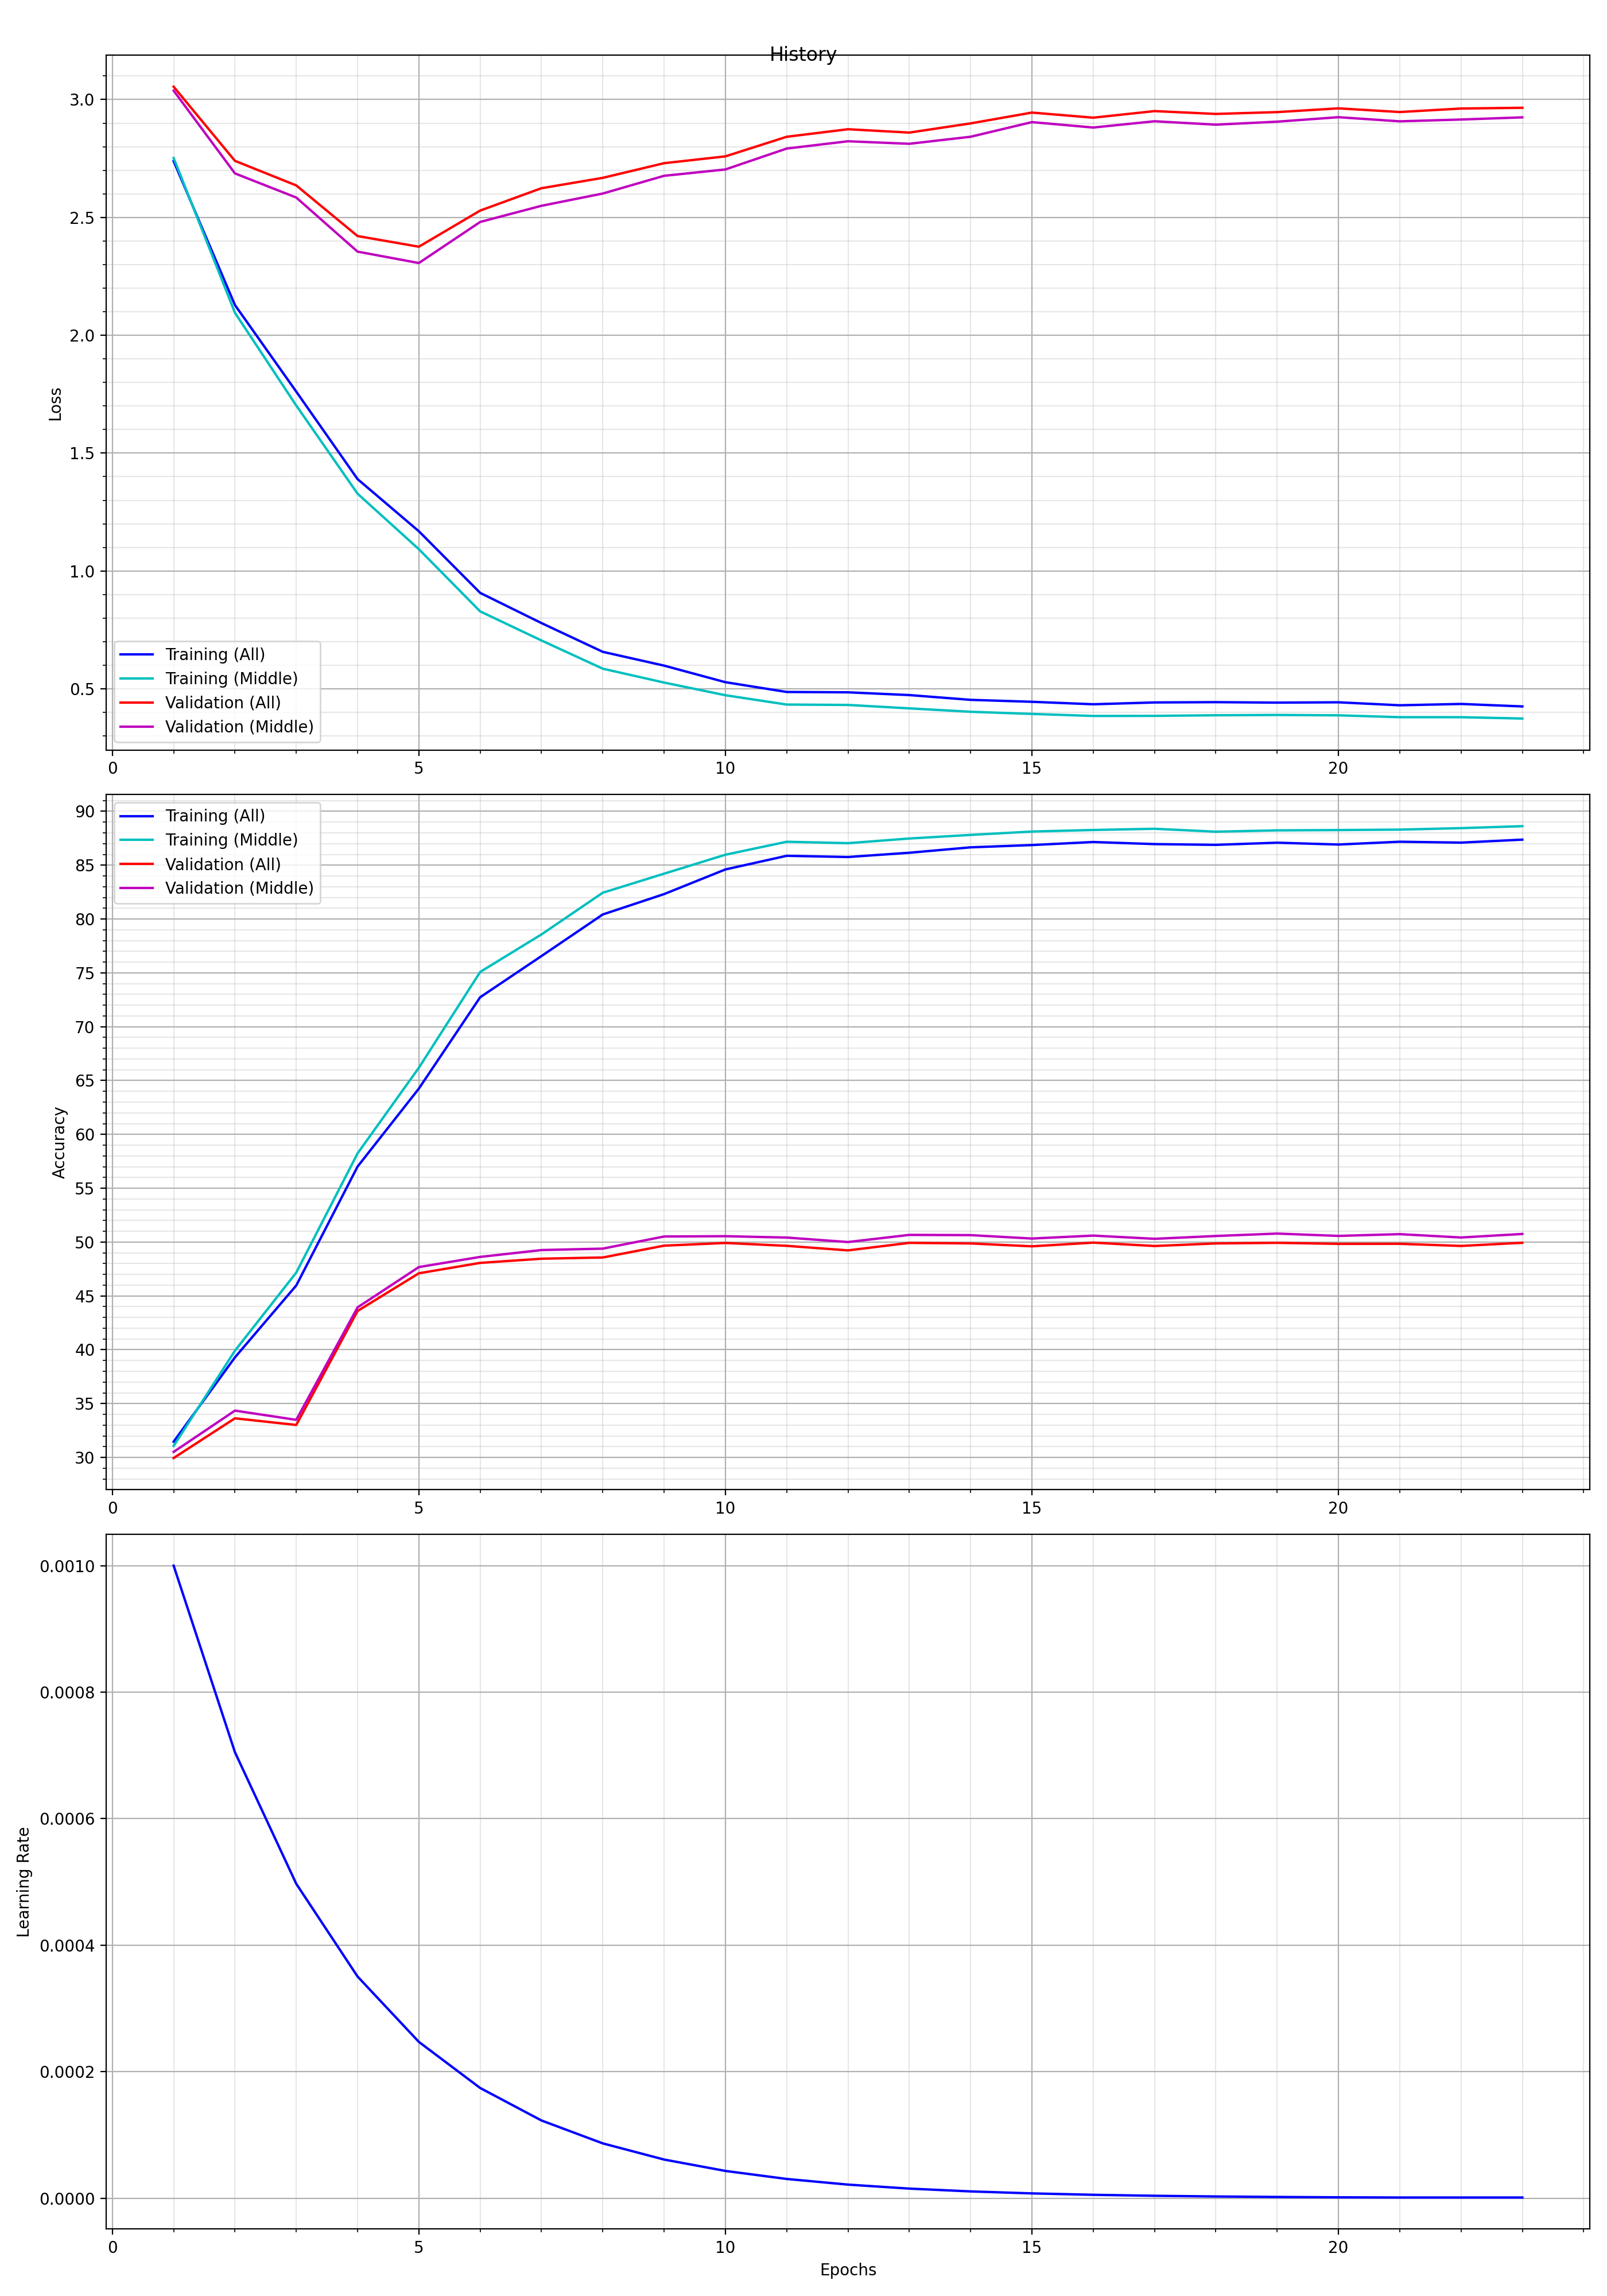 History
3.0
2.5
2.0
1.5
1.0
0.5
Loss
Training (All)
Training (Middle)
Validation (All)
Validation (Middle)
0 5 10 15 20
90
85
80
75
70
65
60
55
50
45
40
35
30
Accuracy
Training (All)
Training (Middle)
Validation (All)
Validation (Middle)
0 5 10 15 20
0.0010
0.0008
0.0006
0.0004
0.0002
0.0000
Learning Rate
0 5 10 15 20
Epochs